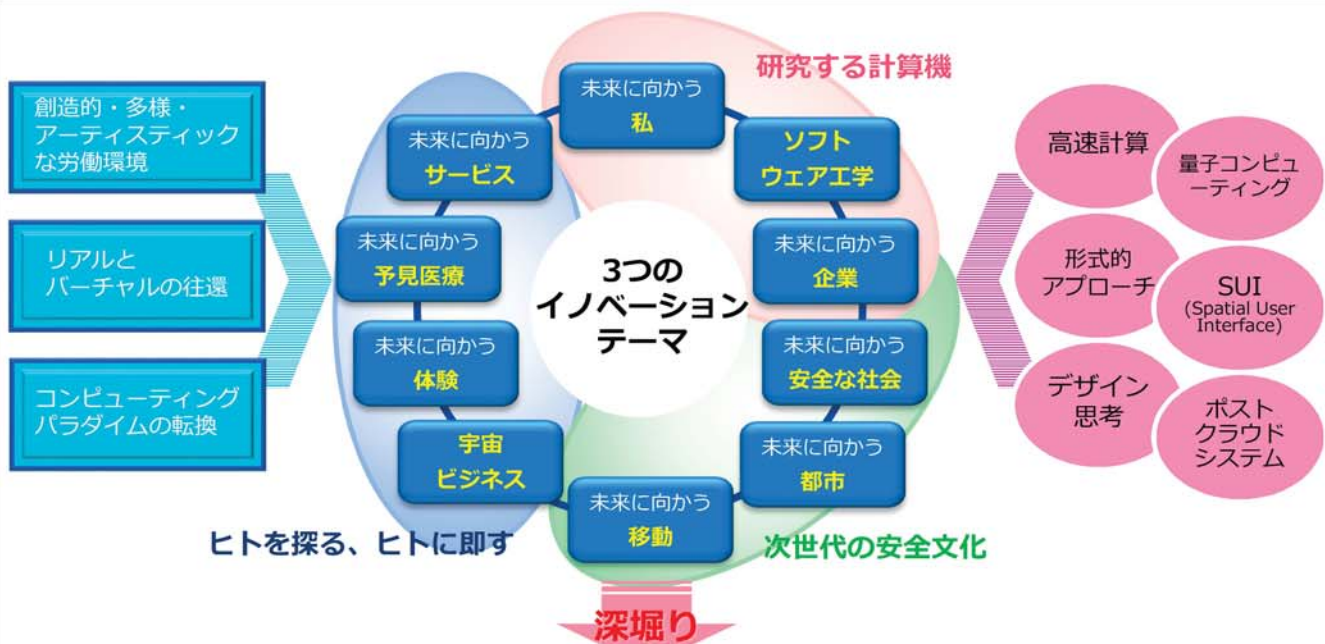 創造的・多様・
アーティスティック
な労働環境
リアルと
バーチャルの往還
コンピューティング
パラダイムの転換
研究する計算機
未来に向かう
私
ソフト
ウェア工学
未来に向かう
企業
未来に向かう
安全な社会
未来に向かう
都市
未来に向かう
移動
宇宙
ビジネス
未来に向かう
体験
未来に向かう
予見医療
未来に向かう
サービス
3つの
イノベーション
テーマ
ヒトを探る、ヒトに即す
次世代の安全文化
深堀り
高速計算
量子コンピュ
ーティング
形式的
アプローチ
SUI
(Spatial User
Interface)
デザイン
思考
ポスト
クラウド
システム